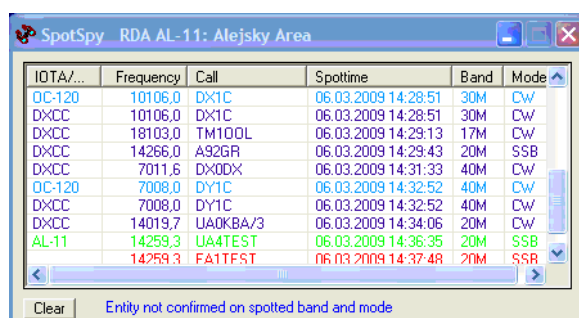 SpotSpy RDA AL-11: Alejsky Area
IOTA/... Frequency Call Spottime Band Mode
OC-120 10106,0 DX1C 06.03.2009 14:28:51 30M CW
DXCC 10106,0 DX1C 06.03.2009 14:28:51 30M CW
DXCC 18103,0 TM100L 06.03.2009 14:29:13 17M CW
DXCC 14266,0 A92GR 06.03.2009 14:29:43 20M SSB
DXCC 7011,6 DX0DX 06.03.2009 14:31:33 40M CW
OC-120 7008,0 DY1C 06.03.2009 14:32:52 40M CW
DXCC 7008,0 DY1C 06.03.2009 14:32:52 40M CW
DXCC 14019,7 UA0KBA/3 06.03.2009 14:34:06 20M CW
AL-11 14259,3 UA4TEST 06.03.2009 14:36:35 20M SSB
14259,3 EA1TEST 06.03.2009 14:37:48 20M SSB
Clear Entity not confirmed on spotted band and mode